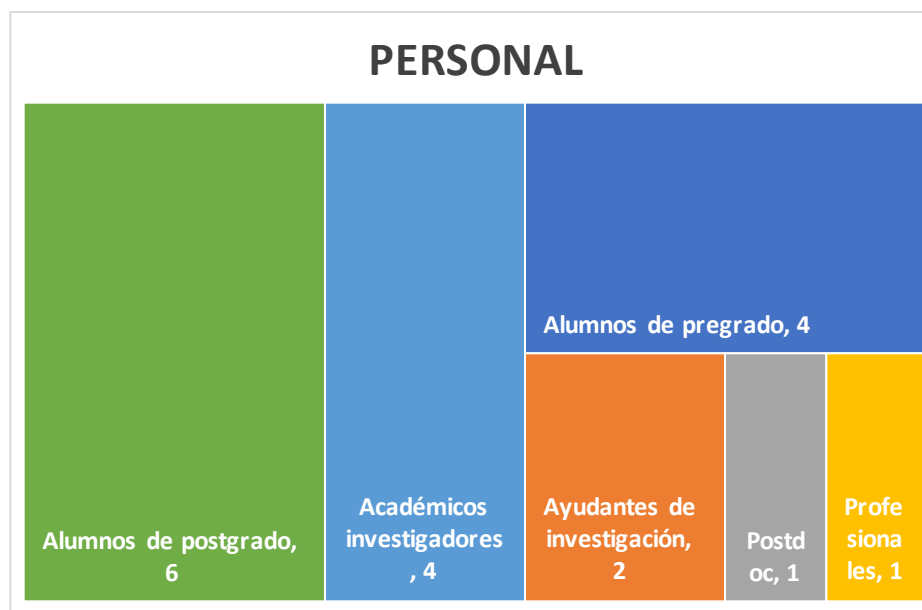 PERSONAL
Alumnos de postgrado,
6
Académicos
investigadores
, 4
Alumnos de pregrado, 4
Ayudantes de
investigación,
2
Postd
oc, 1
Profe
siona
les, 1